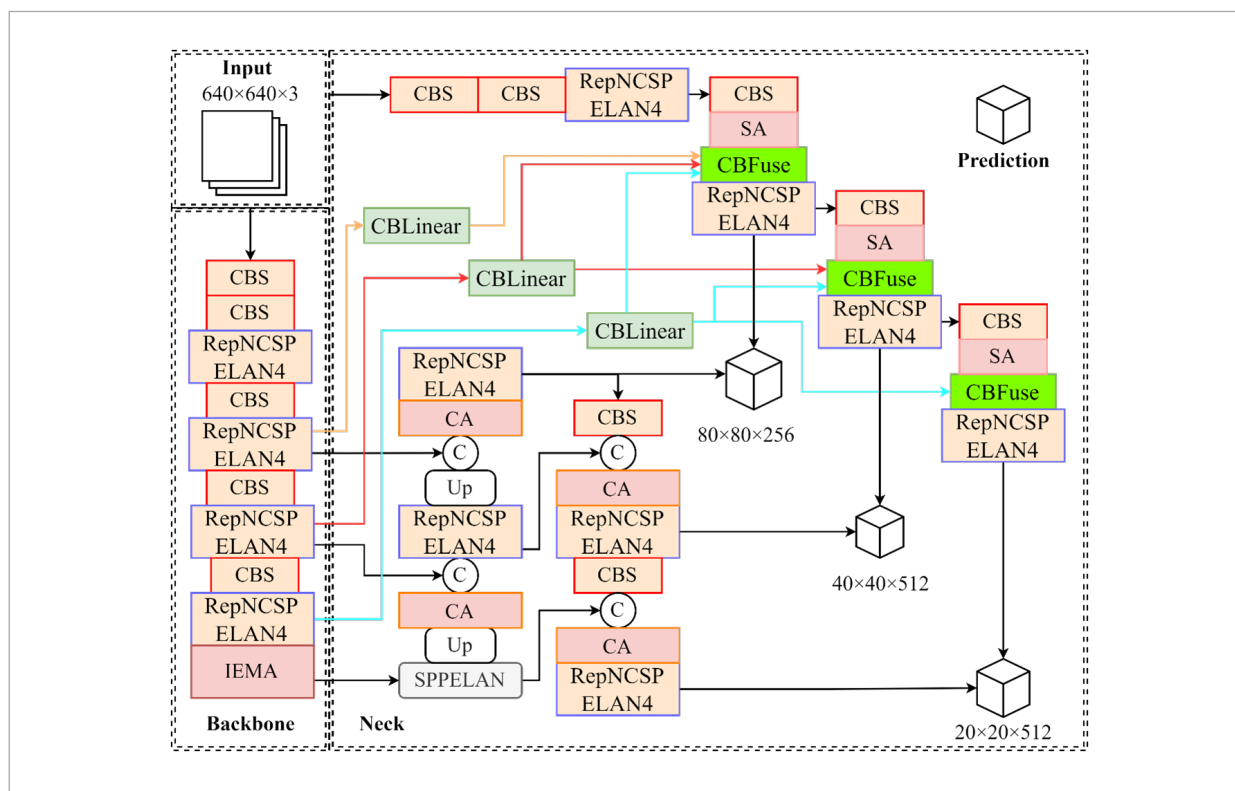 Input
640×640×3
CBS
CBS
RepNCSP
ELAN4
CBS
SA
CBFuse
RepNCSP
ELAN4
Prediction
CBS
SA
CBFuse
RepNCSP
ELAN4
CBS
SA
CBFuse
RepNCSP
ELAN4
CBLinear
CBLinear
CBLinear
CBS
CBS
RepNCSP
ELAN4
CBS
RepNCSP
ELAN4
CBS
RepNCSP
ELAN4
CBS
RepNCSP
ELAN4
IEMA
Backbone
RepNCSP
ELAN4
CA
C
Up
RepNCSP
ELAN4
C
CA
Up
SPPELAN
Neck
CBS
C
CA
RepNCSP
ELAN4
CBS
C
CA
RepNCSP
ELAN4
80×80×256
40×40×512
20×20×512